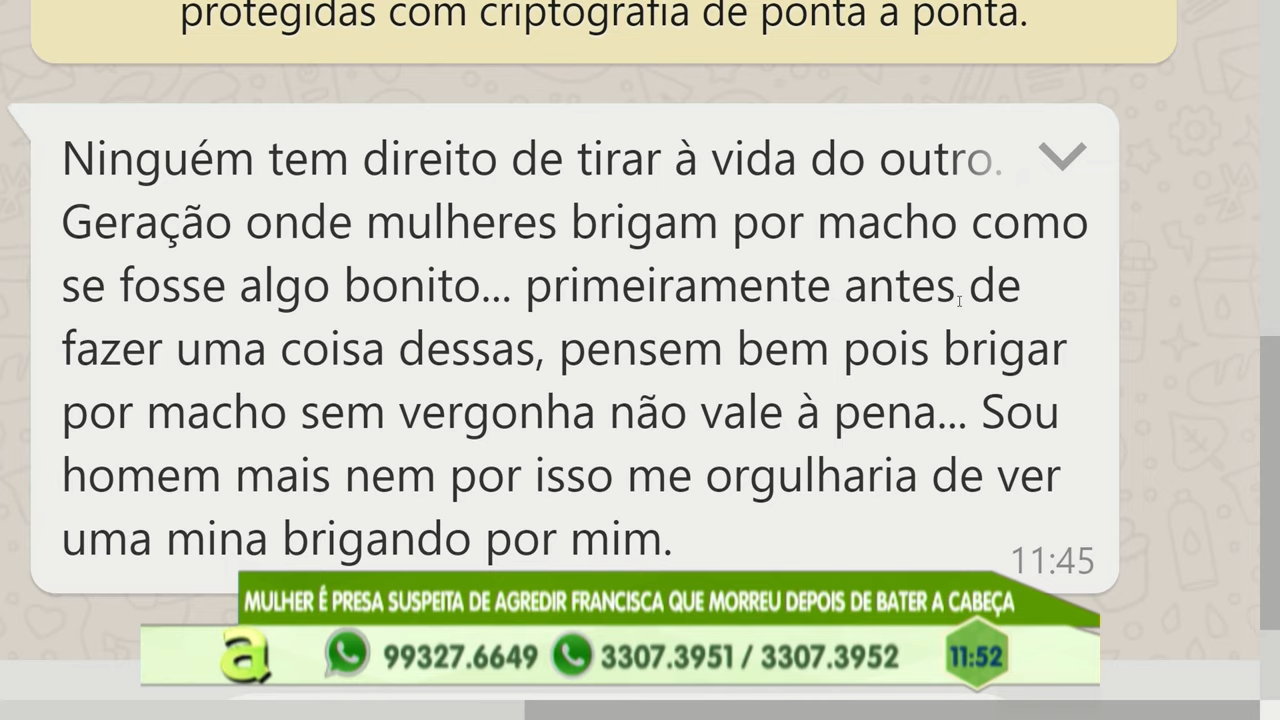 protegidas com criptografia de ponta a ponta.
Ninguém tem direito de tirar à vida do outro.
Geração onde mulheres brigam por macho como
se fosse algo bonito... primeiramente antes de
fazer uma coisa dessas, pensem bem pois brigar
por macho sem vergonha não vale à pena... Sou
homem mais nem por isso me orgulharia de ver
uma mina brigando por mim.
11:45
MULHER É PRESA SUSPEITA DE AGREDIR FRANCISCA QUE MORREU DEPOIS DE BATER A CABEÇA
a 99327.6649 3307.3951 / 3307.3952 11:52